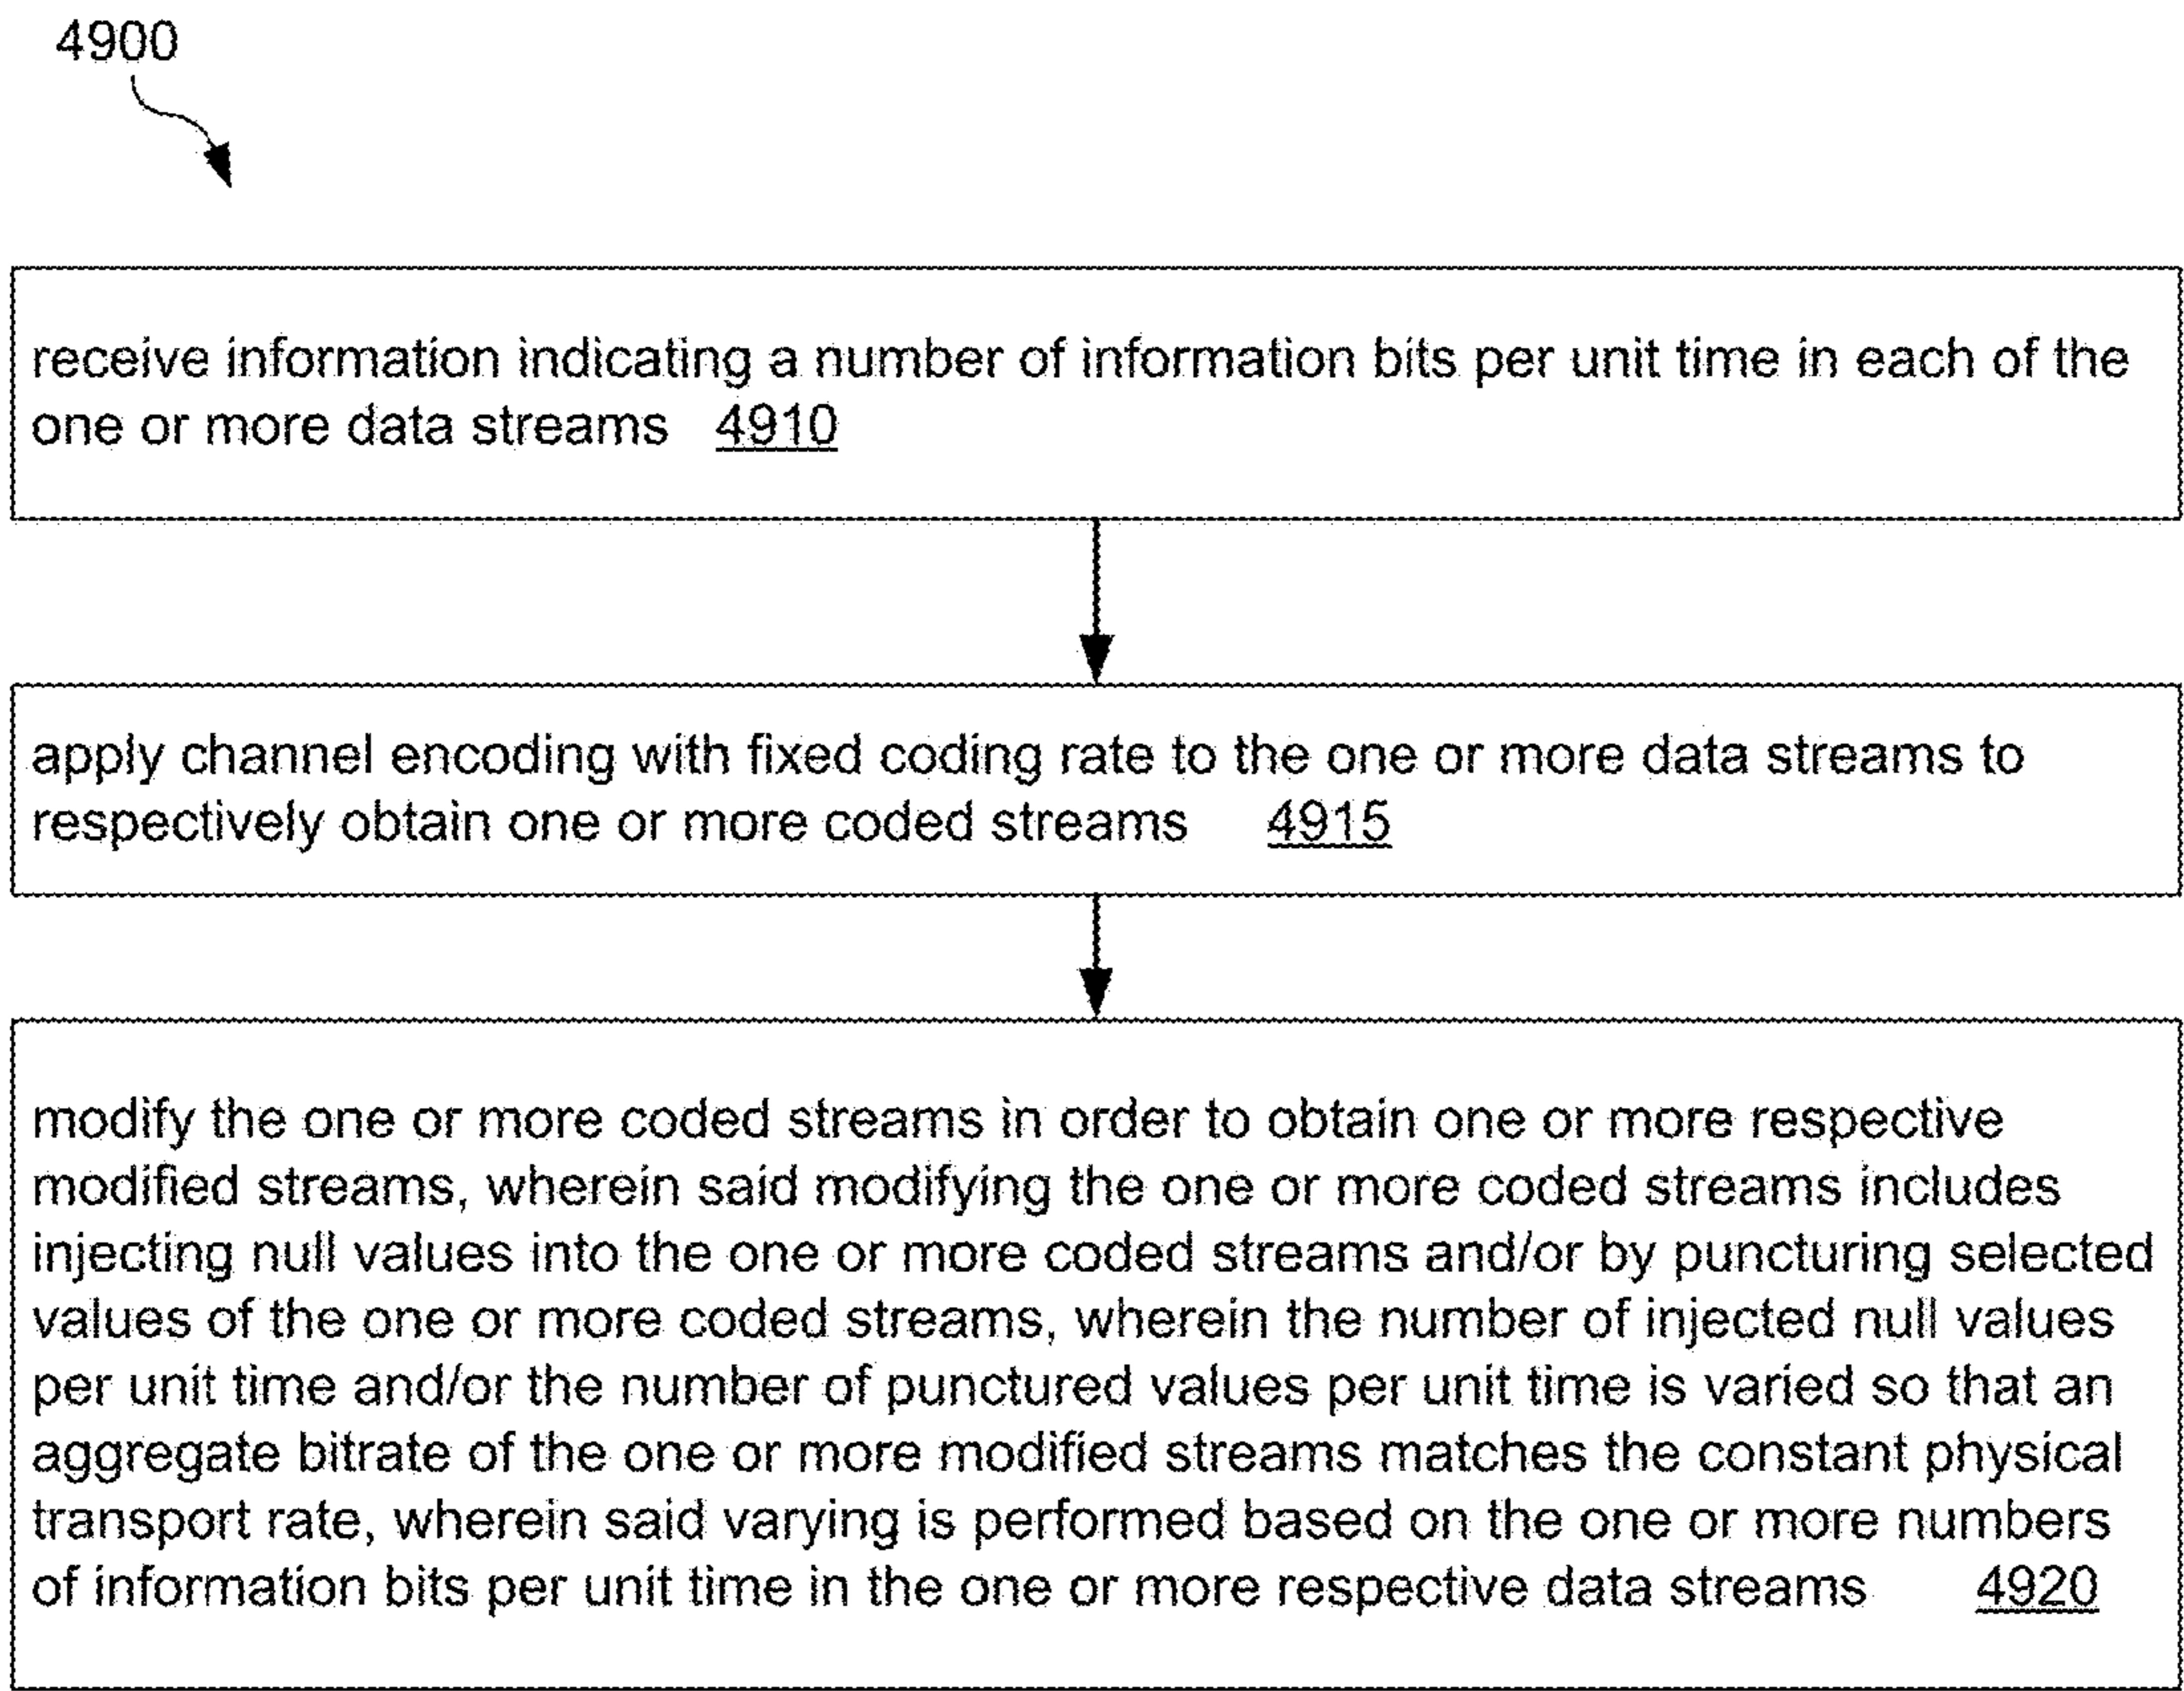 4900
receive information indicating a number of information bits per unit time in each of the
one or more data streams 4910
apply channel encoding with fixed coding rate to the one or more data streams to
respectively obtain one or more coded streams 4915
modify the one or more coded streams in order to obtain one or more respective
modified streams, wherein said modifying the one or more coded streams includes
injecting null values into the one or more coded streams and/or by puncturing selected
values of the one or more coded streams, wherein the number of injected null values
per unit time and/or the number of punctured values per unit time is varied so that an
aggregate bitrate of the one or more modified streams matches the constant physical
transport rate, wherein said varying is performed based on the one or more numbers
of information bits per unit time in the one or more respective data streams 4920